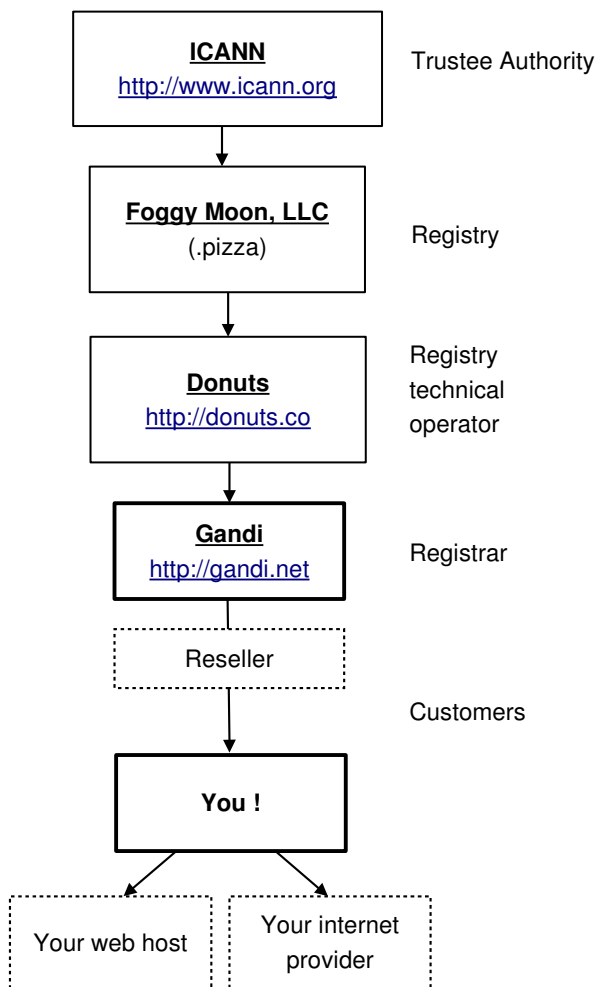 ICANN
http://www.icann.org
Trustee Authority
Foggy Moon, LLC
(.pizza)
Registry
Donuts
http://donuts.co
Registry
technical
operator
Gandi
http://gandi.net
Registrar
Reseller
Customers
You !
Your web host
Your internet
provider